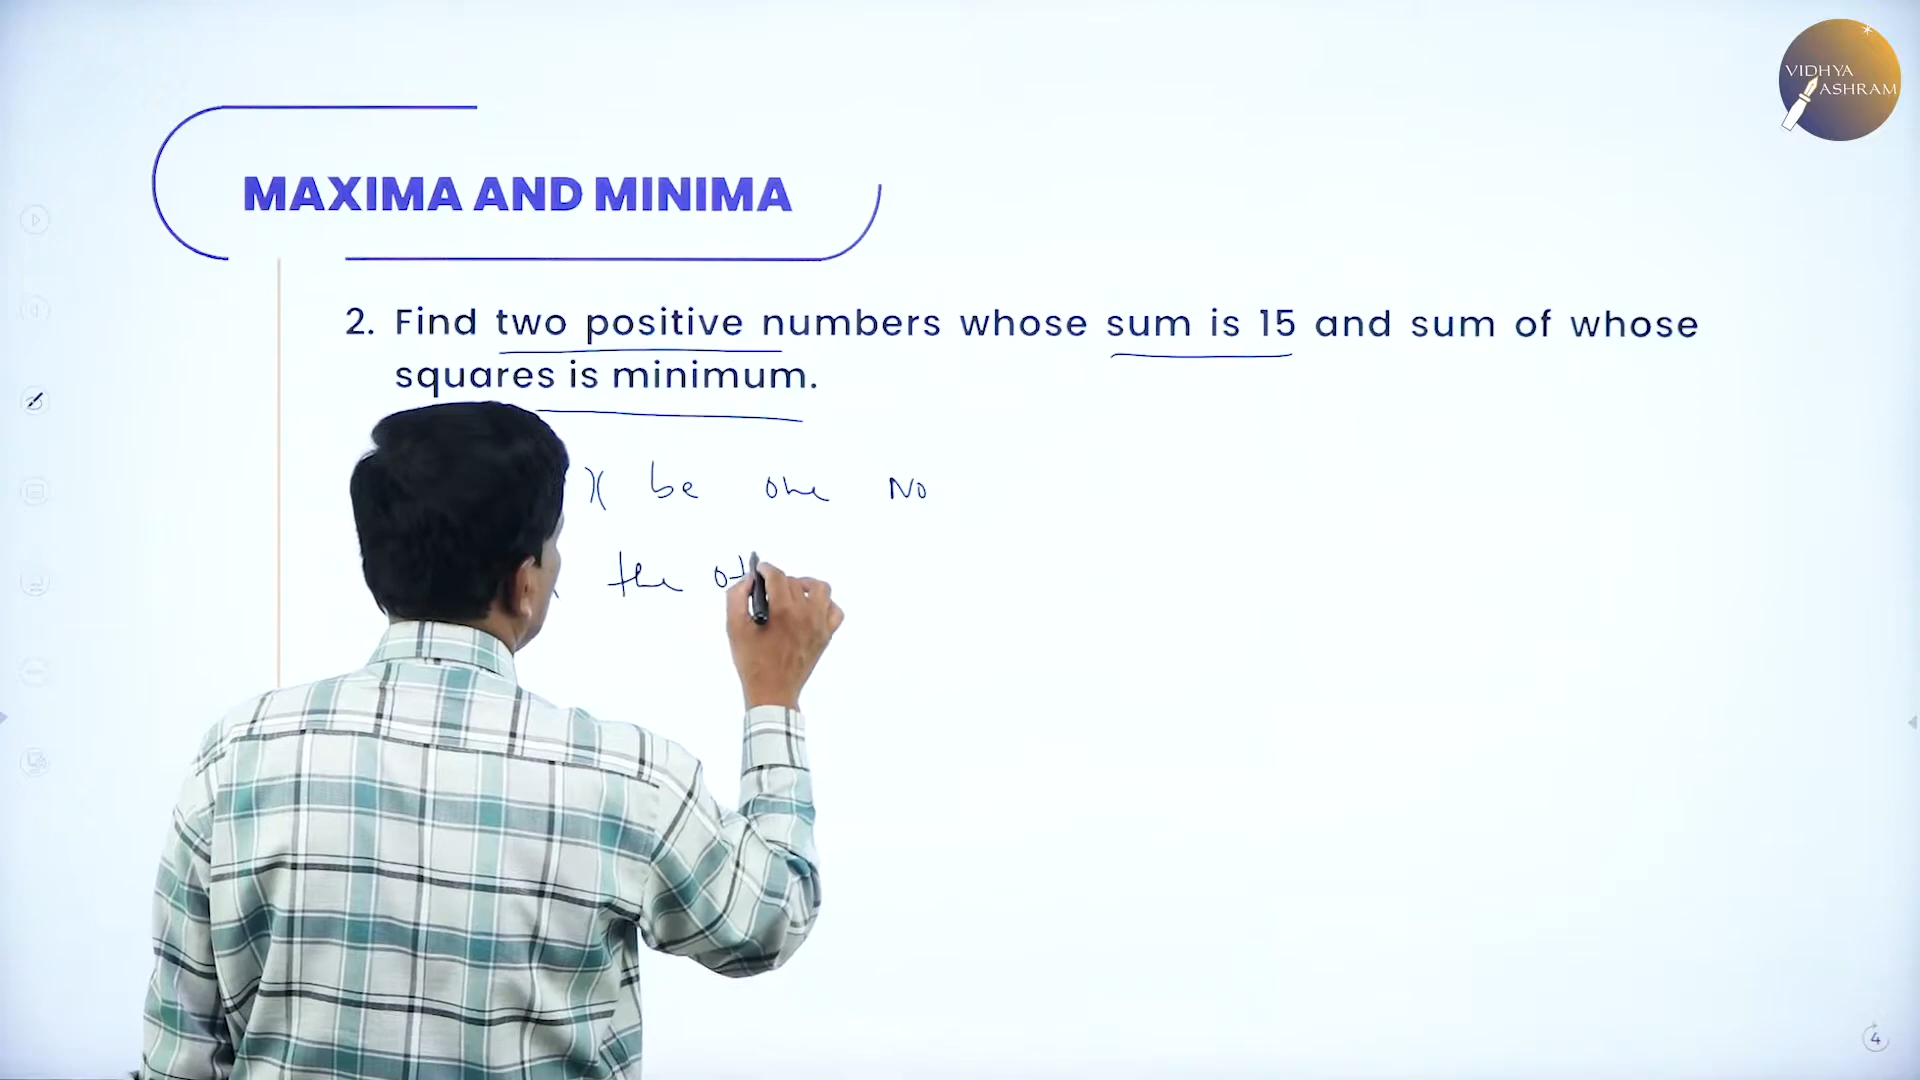 VIDHYA
ASHRAM
MAXIMA AND MINIMA
2. Find two positive numbers whose sum is 15 and sum of whose
squares is minimum.
x be one No
the ot
4